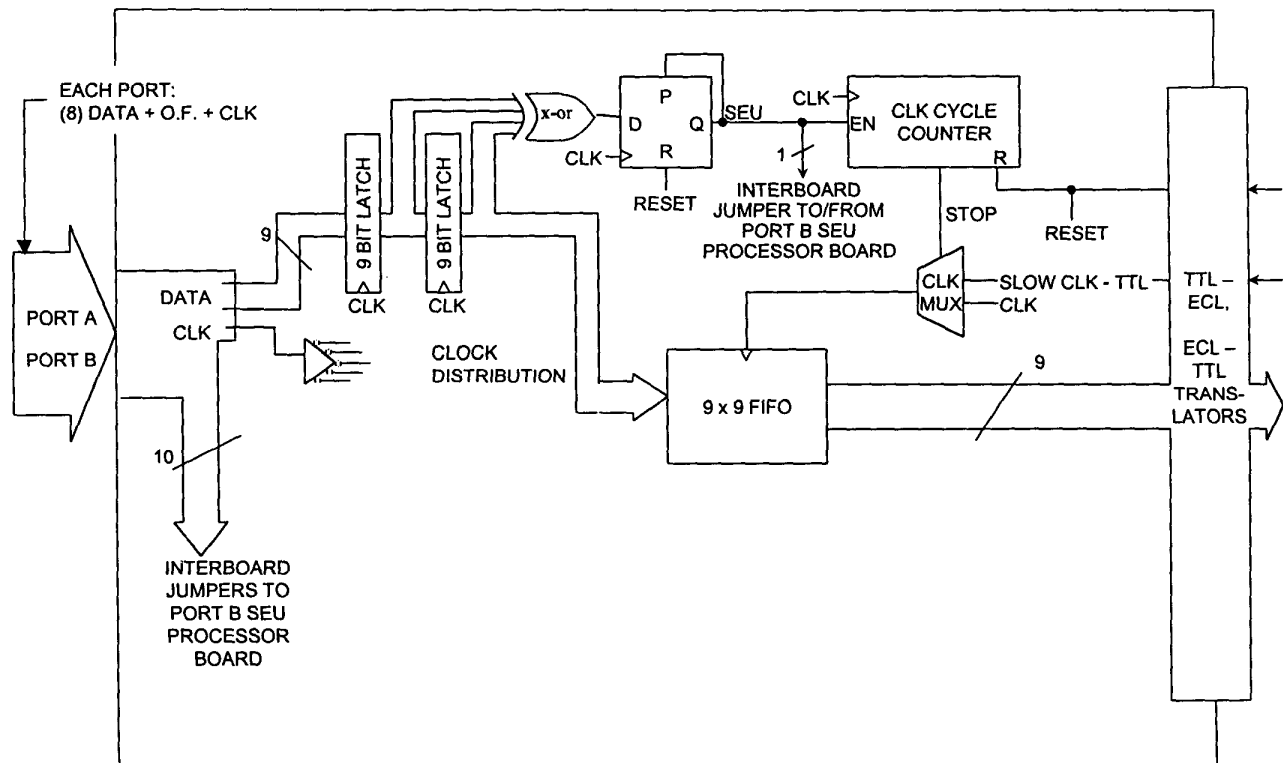 EACH PORT:
(8) DATA + O.F. + CLK
PORT A
PORT B
DATA
CLK
9
10
INTERBOARD
JUMPERS TO
PORT B SEU
PROCESSOR
BOARD
9 BIT LATCH
CLK
9 BIT LATCH
CLK
CLOCK
DISTRIBUTION
x-or
P
D
Q
R
CLK
RESET
SEU
1
INTERBOARD
JUMPER TO/FROM
PORT B SEU
PROCESSOR BOARD
CLK
EN
CLK CYCLE
COUNTER
R
STOP
RESET
CLK
MUX
SLOW CLK - TTL
CLK
9 x 9 FIFO
9
TTL –
ECL,
ECL –
TTL
TRANS-
LATORS